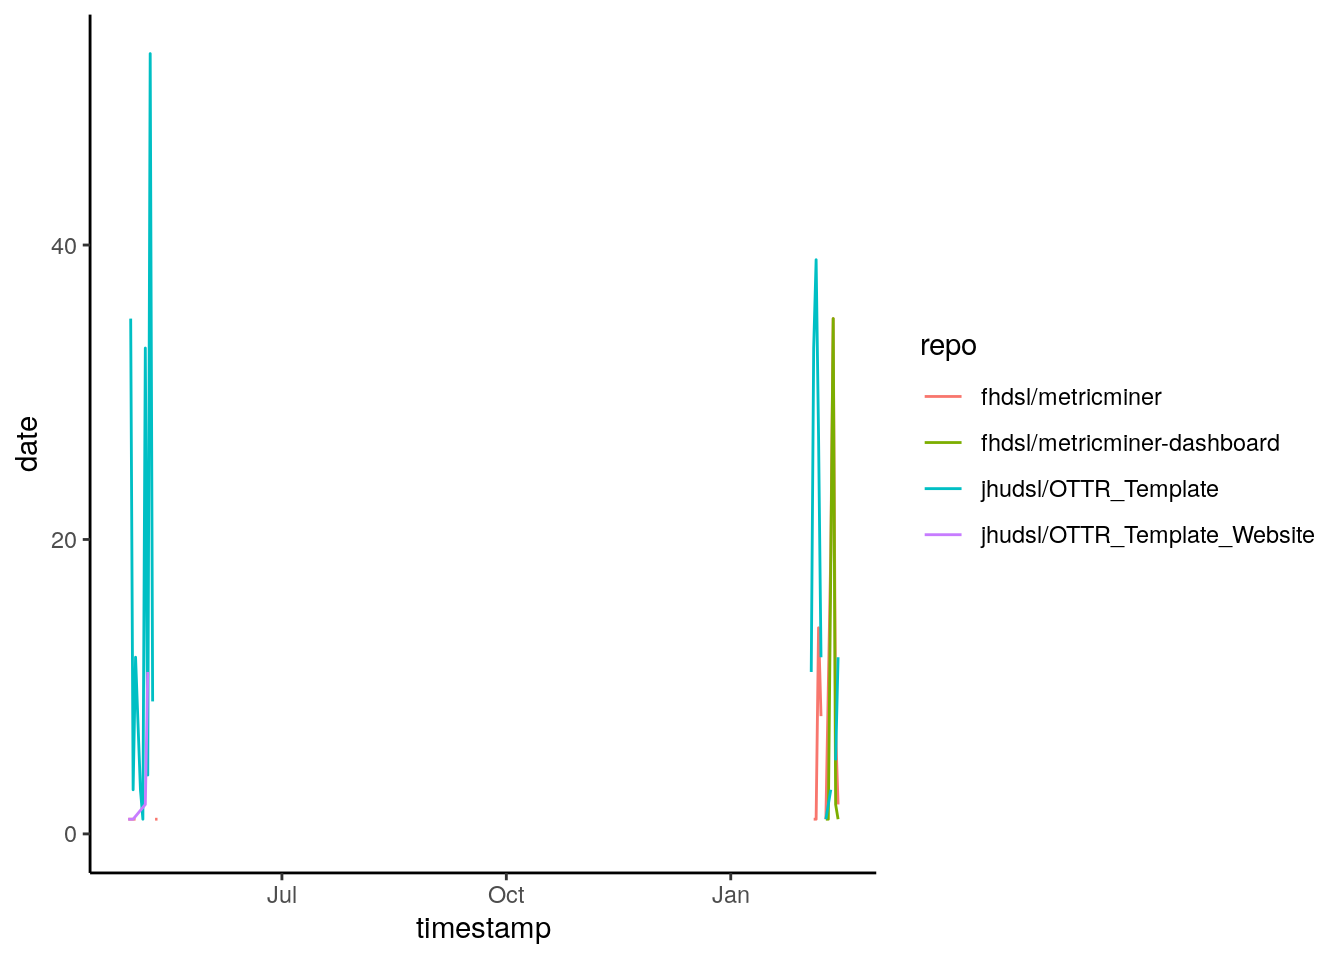 date
40
20
0
Jul
Oct
Jan
timestamp
repo
fhdsl/metricminer
fhdsl/metricminer-dashboard
jhudsl/OTTR_Template
jhudsl/OTTR_Template_Website